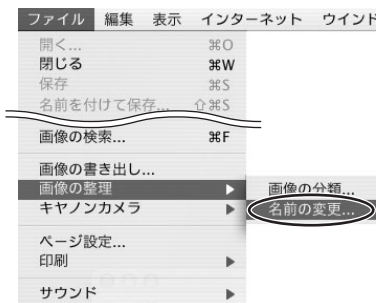 ファイル 編集 表示 インターネット ウインド
開く... ⌘O
閉じる ⌘W
保存 ⌘S
名前を付けて保存... ⇧⌘S
画像の検索... ⌘F
画像の書き出し...
画像の整理 ▶ 画像の分類...
キヤノンカメラ ▶ 名前の変更...
ページ設定...
印刷 ▶
サウンド ▶